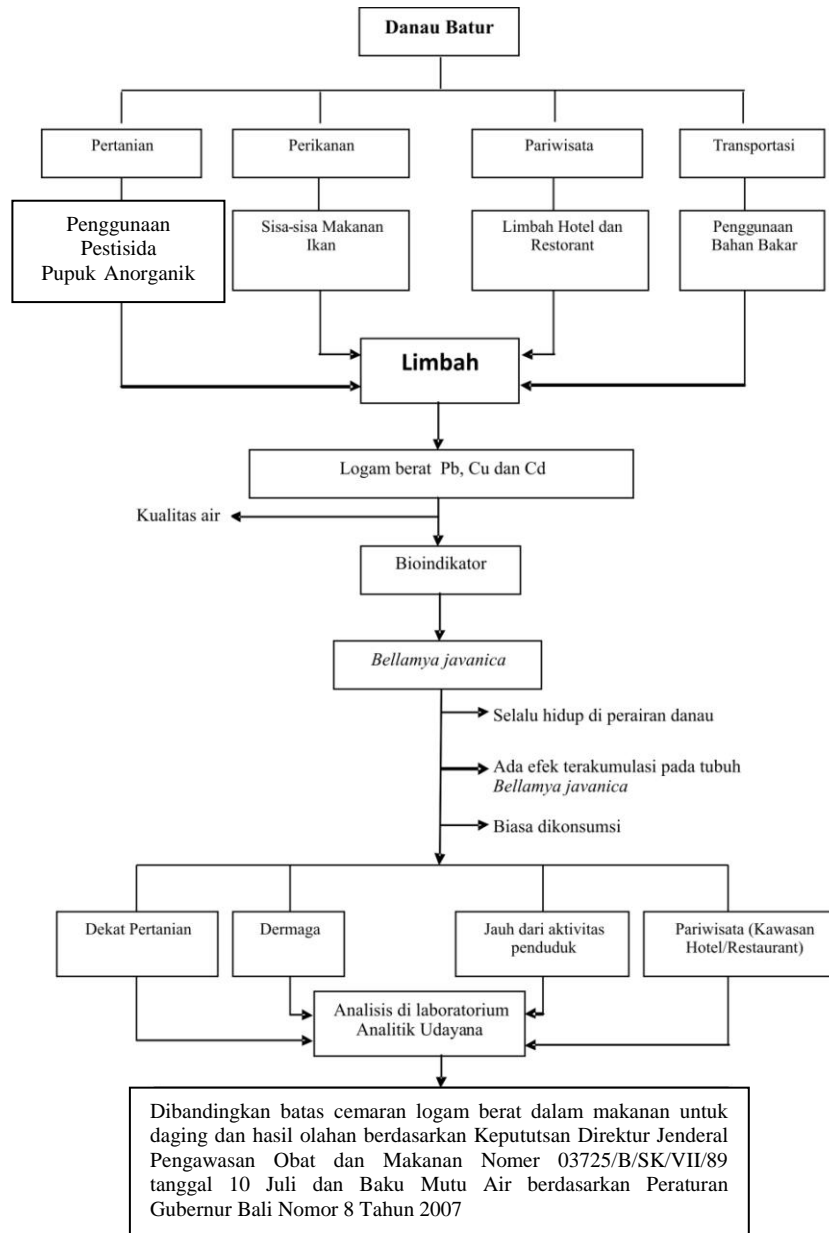 Danau Batur
Pertanian
Perikanan
Pariwisata
Transportasi
Penggunaan
Pestisida
Pupuk Anorganik
Sisa-sisa Makanan
Ikan
Limbah Hotel dan
Restorant
Penggunaan
Bahan Bakar
Limbah
Logam berat Pb, Cu dan Cd
Kualitas air
Bioindikator
Bellamya javanica
Selalu hidup di perairan danau
Ada efek terakumulasi pada tubuh
Bellamya javanica
Biasa dikonsumsi
Dekat Pertanian
Dermaga
Jauh dari aktivitas
penduduk
Pariwisata (Kawasan
Hotel/Restaurant)
Analisis di laboratorium
Analitik Udayana
Dibandingkan batas cemaran logam berat dalam makanan untuk
daging dan hasil olahan berdasarkan Kepututsan Direktur Jenderal
Pengawasan Obat dan Makanan Nomer 03725/B/SK/VII/89
tanggal 10 Juli dan Baku Mutu Air berdasarkan Peraturan
Gubernur Bali Nomor 8 Tahun 2007